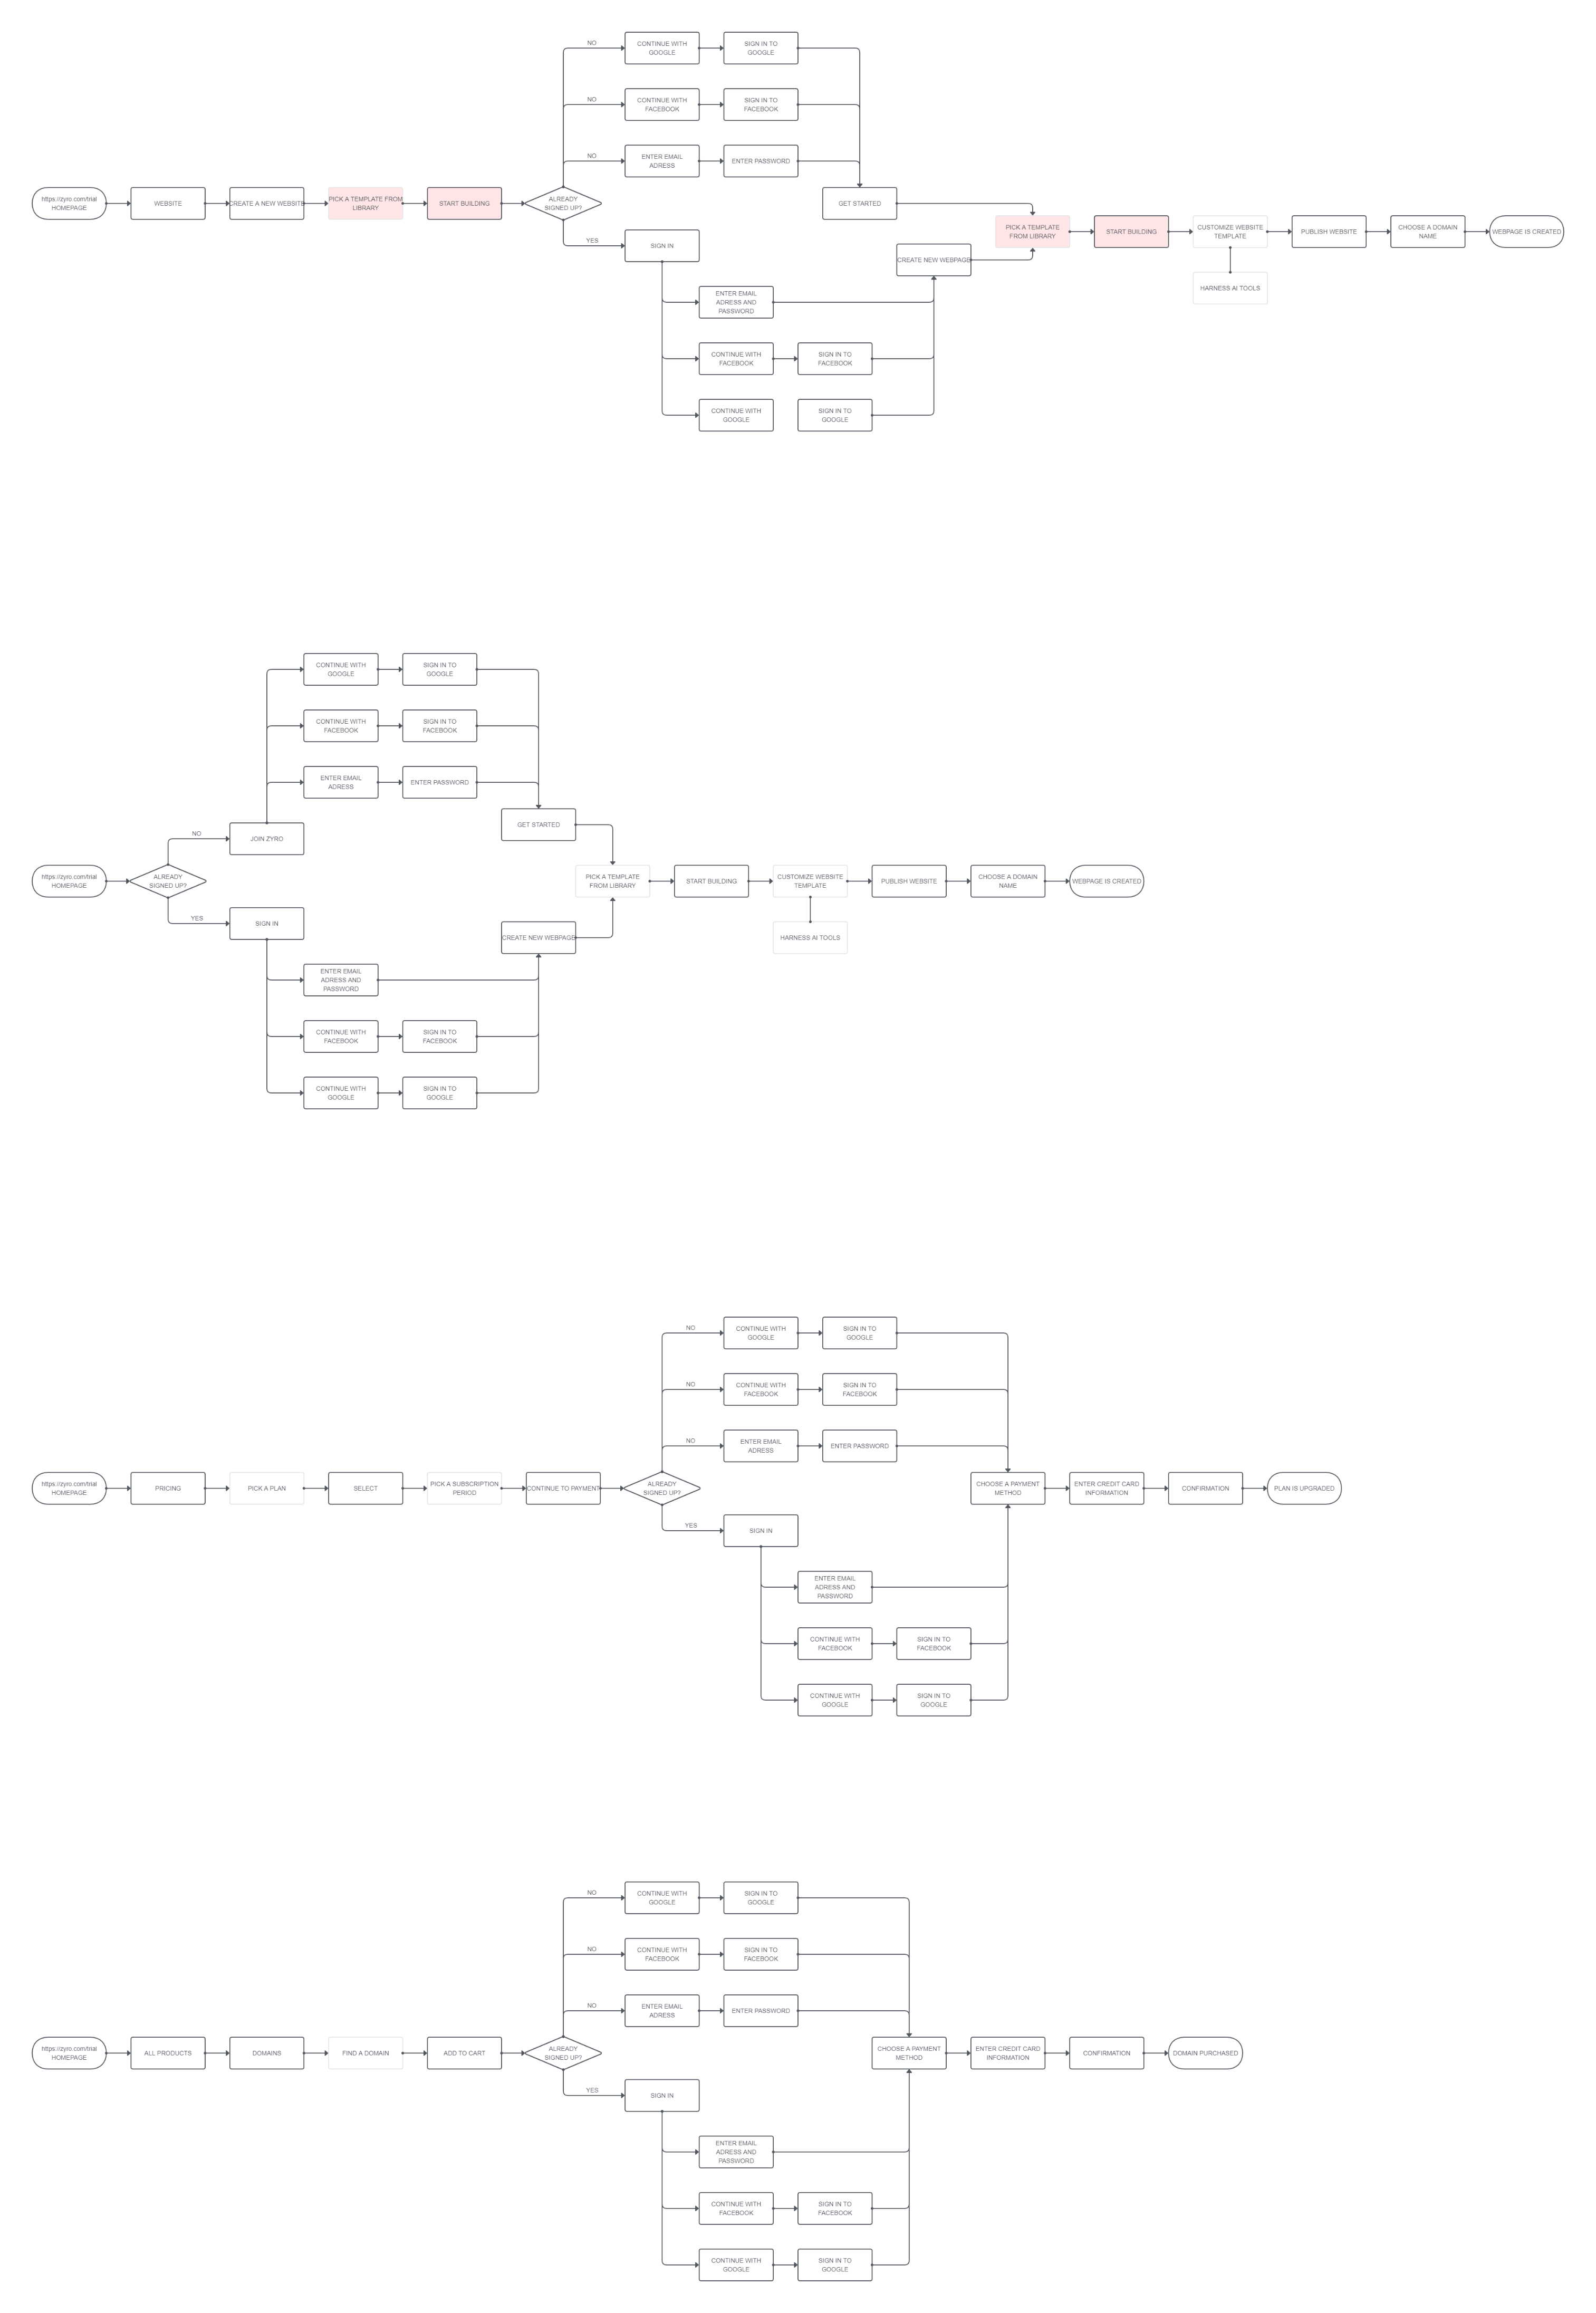 NO
CONTINUE WITH
GOOGLE
SIGN IN TO
GOOGLE
NO
CONTINUE WITH
FACEBOOK
SIGN IN TO
FACEBOOK
NO
ENTER EMAIL
ADRESS
ENTER PASSWORD
https://zyro.com/trial
HOMEPAGE
WEBSITE
CREATE A NEW WEBSITE
PICK A TEMPLATE FROM
LIBRARY
START BUILDING
ALREADY
SIGNED UP?
GET STARTED
YES
SIGN IN
PICK A TEMPLATE
FROM LIBRARY
START BUILDING
CUSTOMIZE WEBSITE
TEMPLATE
PUBLISH WEBSITE
CHOOSE A DOMAIN
NAME
WEBPAGE IS CREATED
CREATE NEW WEBPAGE
HARNESS AI TOOLS
ENTER EMAIL
ADRESS AND
PASSWORD
CONTINUE WITH
FACEBOOK
SIGN IN TO
FACEBOOK
CONTINUE WITH
GOOGLE
SIGN IN TO
GOOGLE
CONTINUE WITH
GOOGLE
SIGN IN TO
GOOGLE
CONTINUE WITH
FACEBOOK
SIGN IN TO
FACEBOOK
ENTER EMAIL
ADRESS
ENTER PASSWORD
GET STARTED
NO
JOIN ZYRO
https://zyro.com/trial
HOMEPAGE
ALREADY
SIGNED UP?
PICK A TEMPLATE
FROM LIBRARY
START BUILDING
CUSTOMIZE WEBSITE
TEMPLATE
PUBLISH WEBSITE
CHOOSE A DOMAIN
NAME
WEBPAGE IS CREATED
YES
SIGN IN
CREATE NEW WEBPAGE
HARNESS AI TOOLS
ENTER EMAIL
ADRESS AND
PASSWORD
CONTINUE WITH
FACEBOOK
SIGN IN TO
FACEBOOK
CONTINUE WITH
GOOGLE
SIGN IN TO
GOOGLE
NO
CONTINUE WITH
GOOGLE
SIGN IN TO
GOOGLE
NO
CONTINUE WITH
FACEBOOK
SIGN IN TO
FACEBOOK
NO
ENTER EMAIL
ADRESS
ENTER PASSWORD
https://zyro.com/trial
HOMEPAGE
PRICING
PICK A PLAN
SELECT
PICK A SUBSCRIPTION
PERIOD
CONTINUE TO PAYMENT
ALREADY
SIGNED UP?
CHOOSE A PAYMENT
METHOD
ENTER CREDIT CARD
INFORMATION
CONFIRMATION
PLAN IS UPGRADED
YES
SIGN IN
ENTER EMAIL
ADRESS AND
PASSWORD
CONTINUE WITH
FACEBOOK
SIGN IN TO
FACEBOOK
CONTINUE WITH
GOOGLE
SIGN IN TO
GOOGLE
NO
CONTINUE WITH
GOOGLE
SIGN IN TO
GOOGLE
NO
CONTINUE WITH
FACEBOOK
SIGN IN TO
FACEBOOK
NO
ENTER EMAIL
ADRESS
ENTER PASSWORD
https://zyro.com/trial
HOMEPAGE
ALL PRODUCTS
DOMAINS
FIND A DOMAIN
ADD TO CART
ALREADY
SIGNED UP?
CHOOSE A PAYMENT
METHOD
ENTER CREDIT CARD
INFORMATION
CONFIRMATION
DOMAIN PURCHASED
YES
SIGN IN
ENTER EMAIL
ADRESS AND
PASSWORD
CONTINUE WITH
FACEBOOK
SIGN IN TO
FACEBOOK
CONTINUE WITH
GOOGLE
SIGN IN TO
GOOGLE